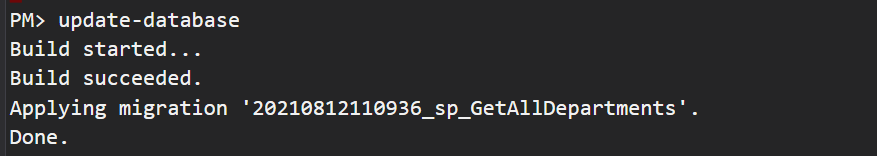 PM> update-database
Build started...
Build succeeded.
Applying migration '20210812110936_sp_GetAllDepartments'.
Done.